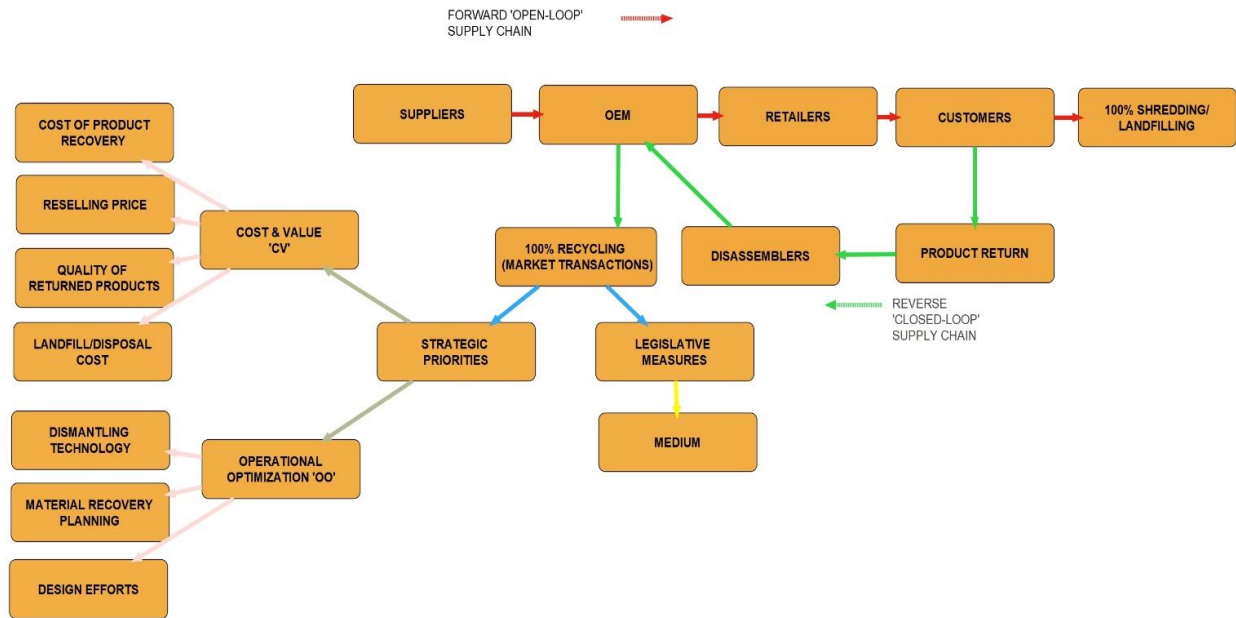 FORWARD 'OPEN-LOOP'
SUPPLY CHAIN
SUPPLIERS
OEM
RETAILERS
CUSTOMERS
100% SHREDDING/
LANDFILLING
COST OF PRODUCT
RECOVERY
RESELLING PRICE
COST & VALUE
'CV'
QUALITY OF
RETURNED PRODUCTS
LANDFILL/DISPOSAL
COST
100% RECYCLING
(MARKET TRANSACTIONS)
DISASSEMBLERS
PRODUCT RETURN
REVERSE
'CLOSED-LOOP'
SUPPLY CHAIN
STRATEGIC
PRIORITIES
LEGISLATIVE
MEASURES
MEDIUM
DISMANTLING
TECHNOLOGY
OPERATIONAL
OPTIMIZATION 'OO'
MATERIAL RECOVERY
PLANNING
DESIGN EFFORTS